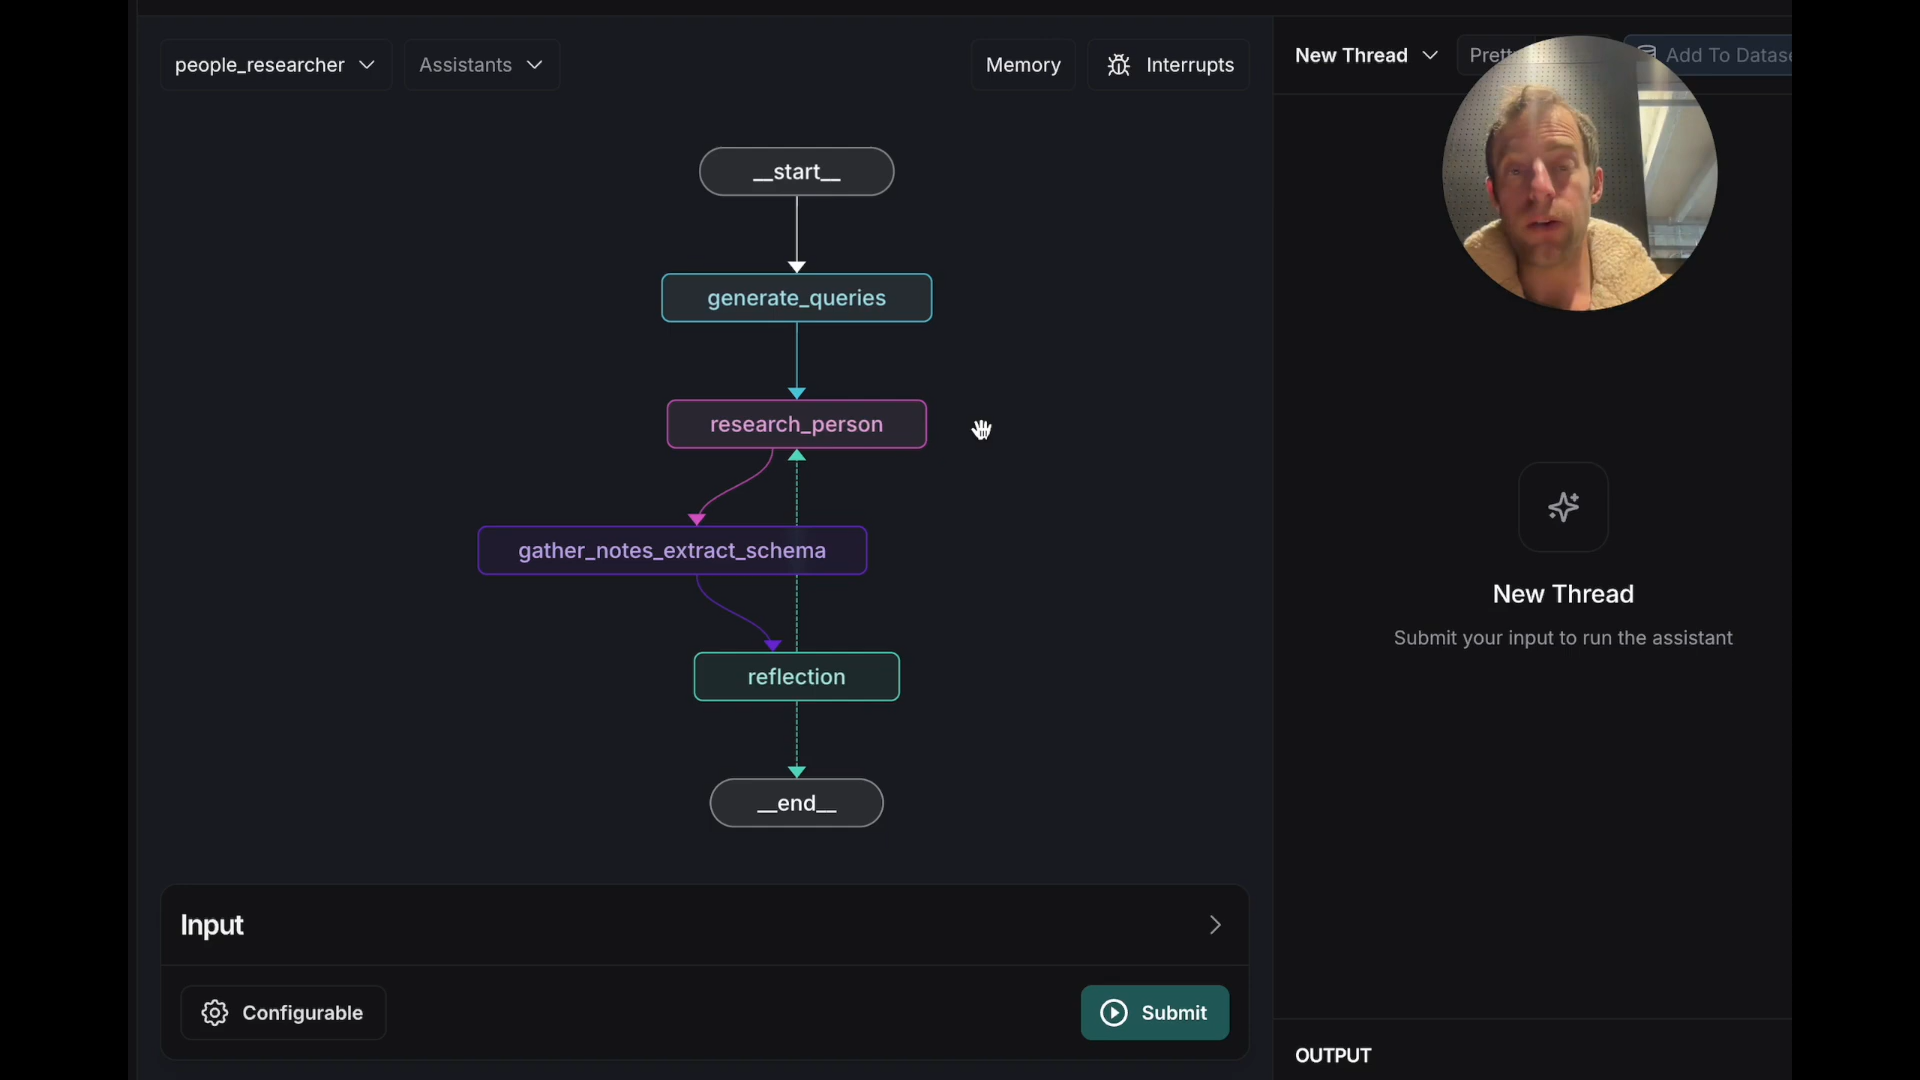 people_researcher
Assistants
Memory
Interrupts
New Thread
Add To Datase
__start__
generate_queries
research_person
gather_notes_extract_schema
reflection
__end__
New Thread
Submit your input to run the assistant
Input
Configurable
Submit
OUTPUT